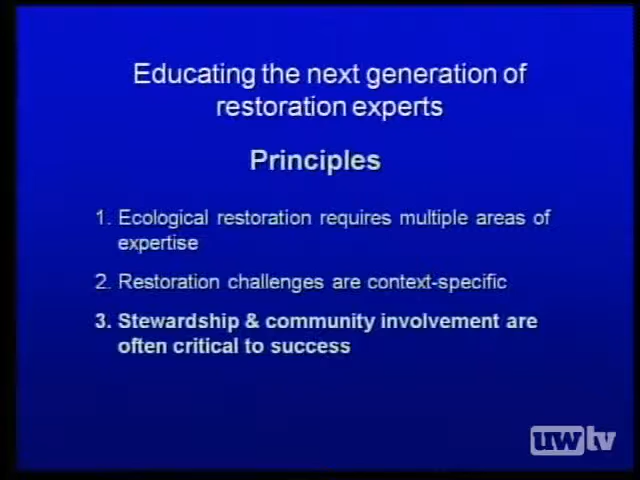 Educating the next generation of
restoration experts
Principles
1. Ecological restoration requires multiple areas of
expertise
2. Restoration challenges are context-specific
3. Stewardship & community involvement are
often critical to success
uwtv